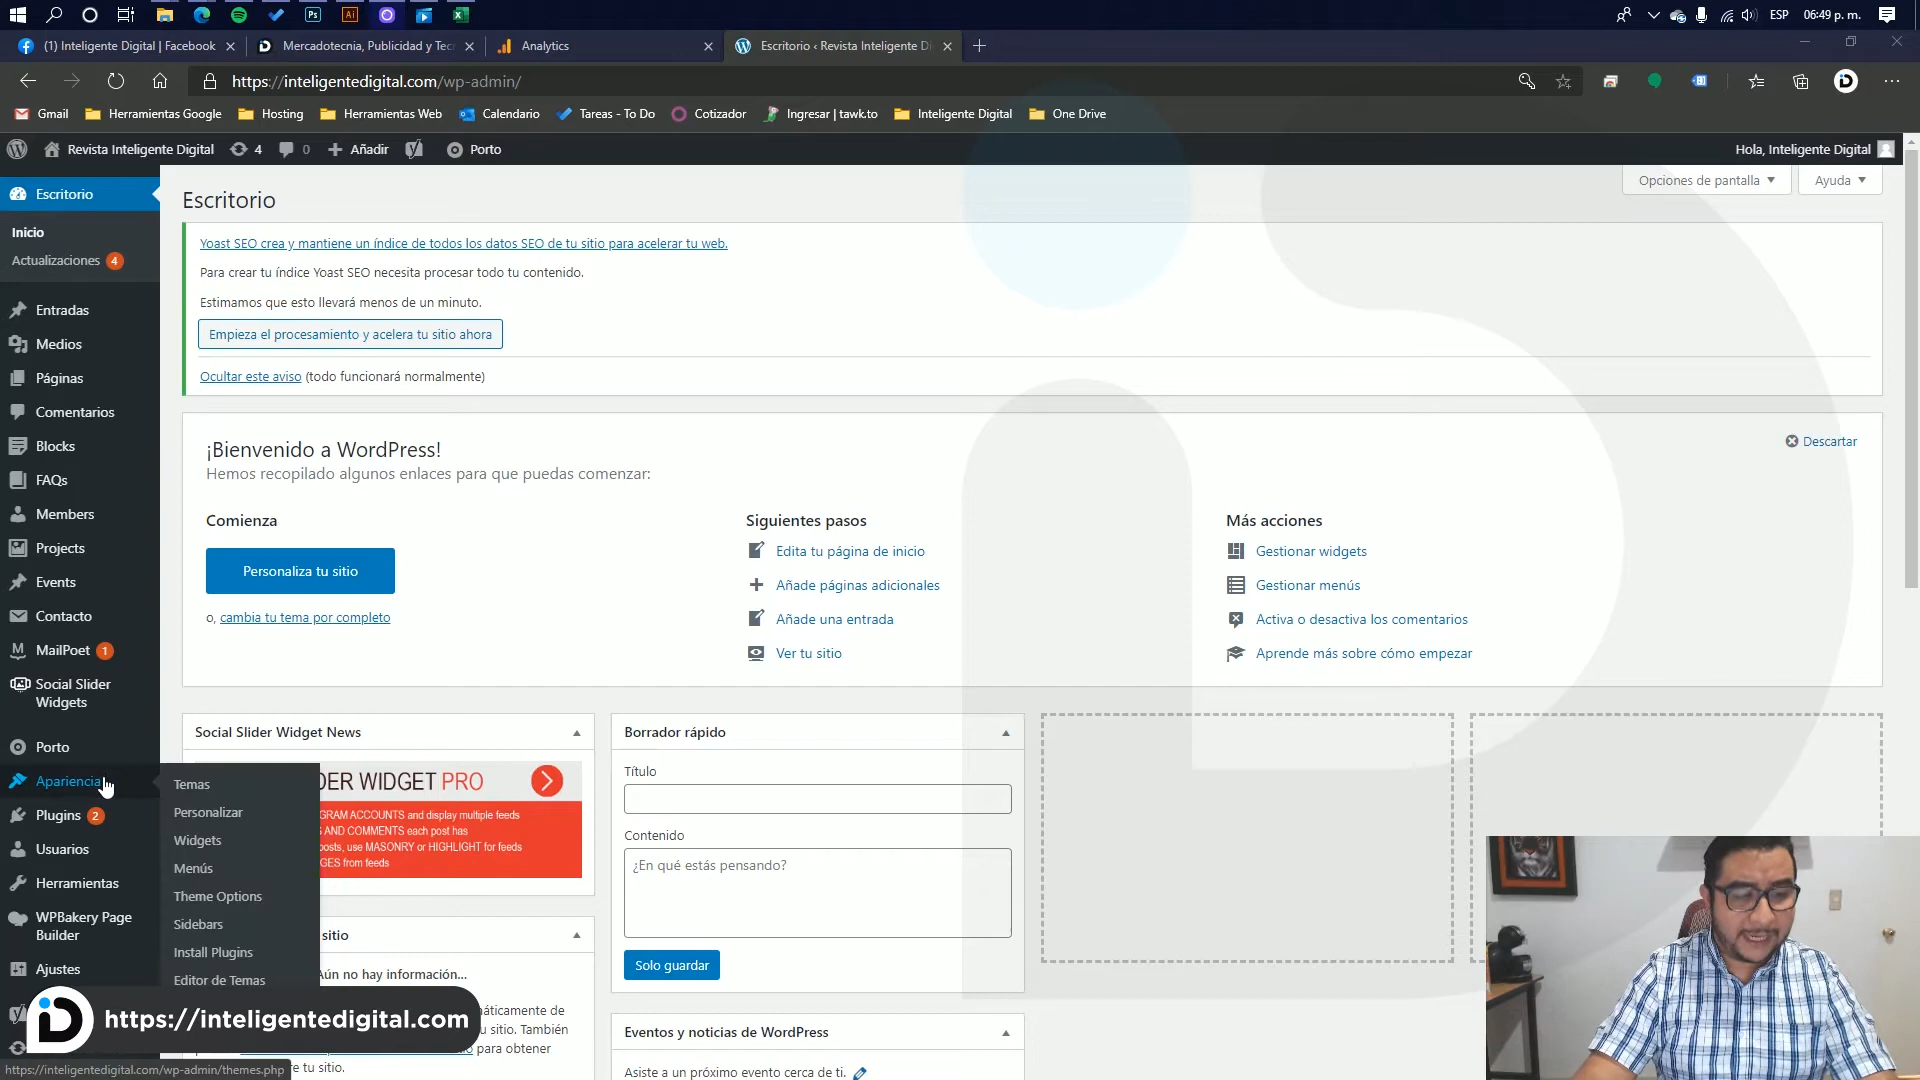 ESP
06:49 p. m.
(1) Inteligente Digital | Facebook
Mercadotecnia, Publicidad y Tec
Analytics
Escritorio ‹ Revista Inteligente D
https://inteligentedigital.com/wp-admin/
Gmail
Herramientas Google
Hosting
Herramientas Web
Calendario
Tareas - To Do
Cotizador
Ingresar | tawk.to
Inteligente Digital
One Drive
Revista Inteligente Digital
4
0
Añadir
Porto
Hola, Inteligente Digital
Escritorio
Inicio
Actualizaciones 4
Entradas
Medios
Páginas
Comentarios
Blocks
FAQs
Members
Projects
Events
Contacto
MailPoet 1
Social Slider
Widgets
Porto
Apariencia
Plugins 2
Usuarios
Herramientas
WPBakery Page
Builder
Ajustes
Temas
Personalizar
Widgets
Menús
Theme Options
Sidebars
Install Plugins
Editor de Temas
Escritorio
Opciones de pantalla
Ayuda
Yoast SEO crea y mantiene un índice de todos los datos SEO de tu sitio para acelerar tu web.
Para crear tu índice Yoast SEO necesita procesar todo tu contenido.
Estimamos que esto llevará menos de un minuto.
Empieza el procesamiento y acelera tu sitio ahora
Ocultar este aviso (todo funcionará normalmente)
¡Bienvenido a WordPress!
Hemos recopilado algunos enlaces para que puedas comenzar:
Descartar
Comienza
Personaliza tu sitio
o, cambia tu tema por completo
Siguientes pasos
Edita tu página de inicio
Añade páginas adicionales
Añade una entrada
Ver tu sitio
Más acciones
Gestionar widgets
Gestionar menús
Activa o desactiva los comentarios
Aprende más sobre cómo empezar
Social Slider Widget News
DER WIDGET PRO
GRAM ACCOUNTS and display multiple feeds
AND COMMENTS each post has
posts, use MASONRY or HIGHLIGHT for feeds
GES from feeds
sitio
Aún no hay información...
máticamente de
u sitio. También
para obtener
re tu sitio.
Borrador rápido
Título
Contenido
¿En qué estás pensando?
Solo guardar
Eventos y noticias de WordPress
Asiste a un próximo evento cerca de ti.
https://inteligentedigital.com
https://inteligentedigital.com/wp-admin/themes.php